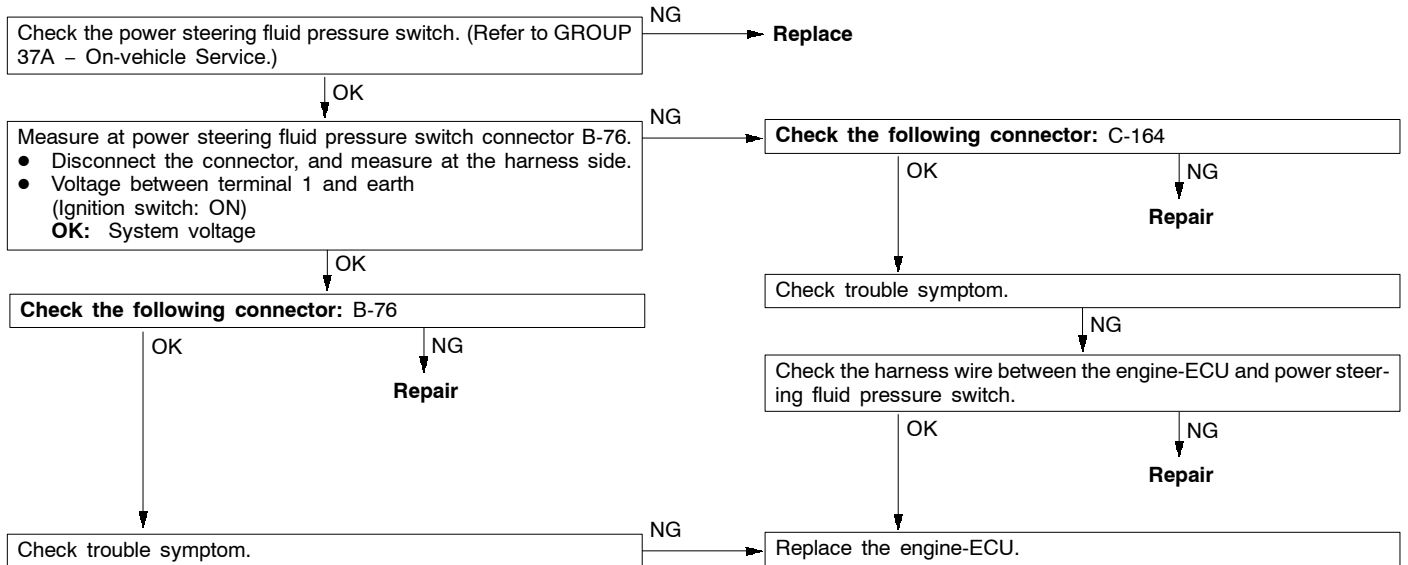 Check the power steering fluid pressure switch. (Refer to GROUP
37A – On-vehicle Service.)
NG
Replace
OK
Measure at power steering fluid pressure switch connector B-76.
● Disconnect the connector, and measure at the harness side.
● Voltage between terminal 1 and earth
(Ignition switch: ON)
OK: System voltage
NG
Check the following connector: C-164
OK
NG
Repair
OK
Check the following connector: B-76
OK
NG
Repair
Check trouble symptom.
NG
Check the harness wire between the engine-ECU and power steer-
ing fluid pressure switch.
OK
NG
Repair
Check trouble symptom.
NG
Replace the engine-ECU.